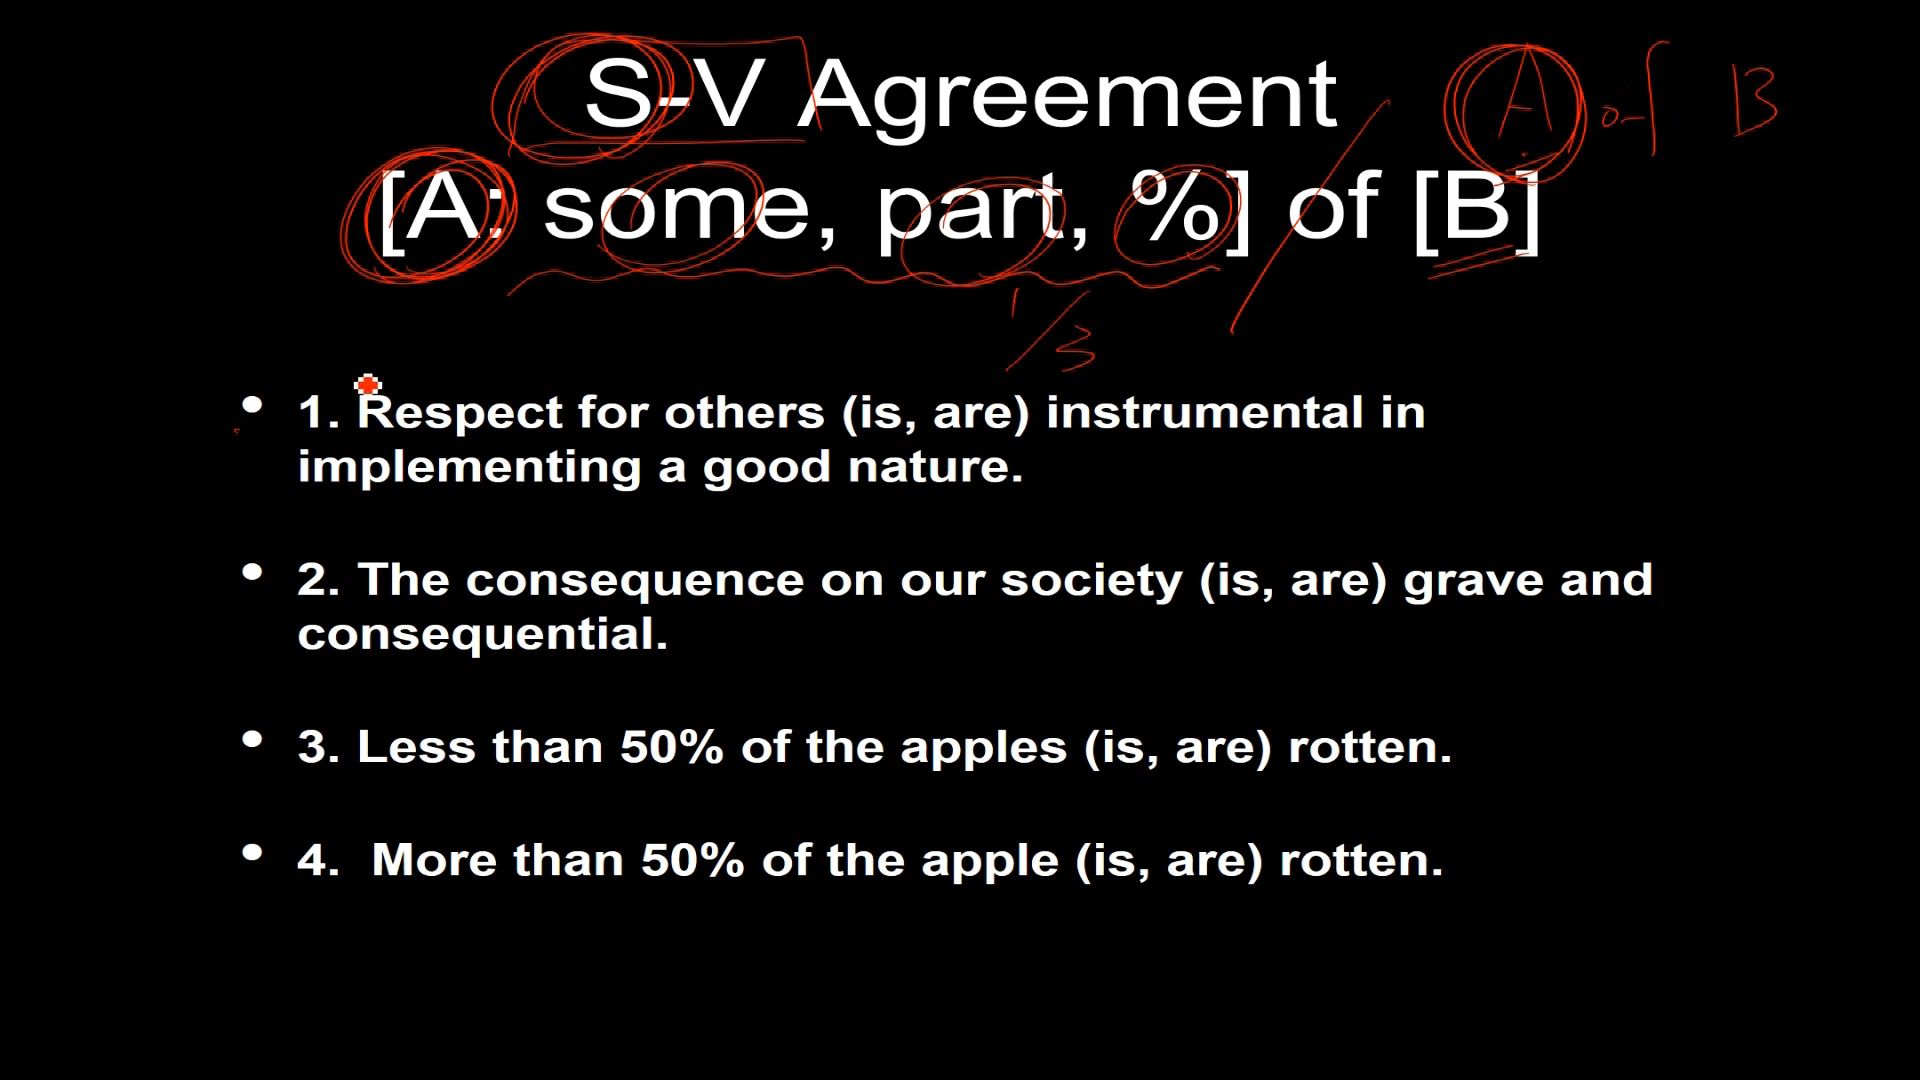 S-V Agreement
A of B
[A: some, part, %] of [B]
1/3
• 1. Respect for others (is, are) instrumental in
implementing a good nature.
• 2. The consequence on our society (is, are) grave and
consequential.
• 3. Less than 50% of the apples (is, are) rotten.
• 4. More than 50% of the apple (is, are) rotten.